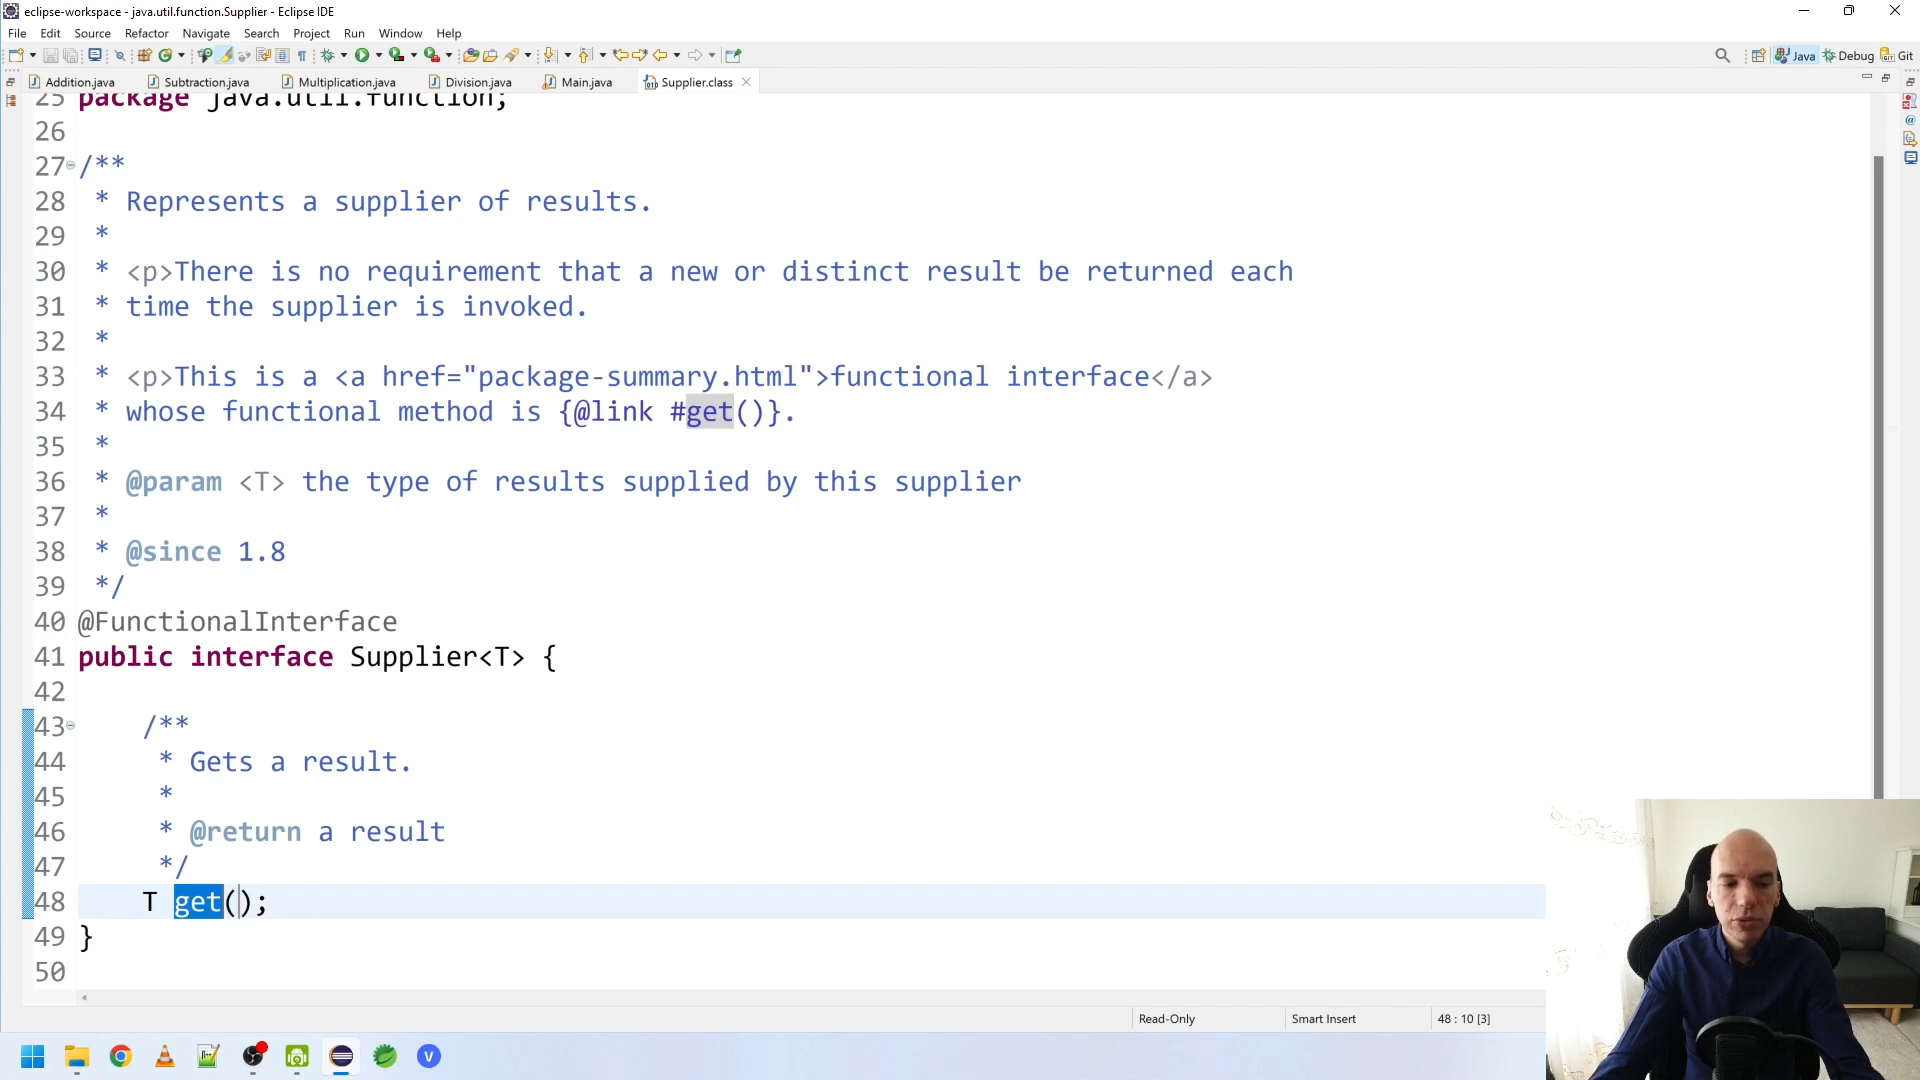 eclipse-workspace - java.util.function.Supplier - Eclipse IDE
File Edit Source Refactor Navigate Search Project Run Window Help
Java Debug Git
Addition.java Subtraction.java Multiplication.java Division.java Main.java Supplier.class
25 package java.util.function;
26
27 /**
28 * Represents a supplier of results.
29 *
30 * <p>There is no requirement that a new or distinct result be returned each
31 * time the supplier is invoked.
32 *
33 * <p>This is a <a href="package-summary.html">functional interface</a>
34 * whose functional method is {@link #get()}.
35 *
36 * @param <T> the type of results supplied by this supplier
37 *
38 * @since 1.8
39 */
40 @FunctionalInterface
41 public interface Supplier<T> {
42
43 /**
44 * Gets a result.
45 *
46 * @return a result
47 */
48 T get();
49 }
50
Read-Only Smart Insert 48 : 10 [3]
V